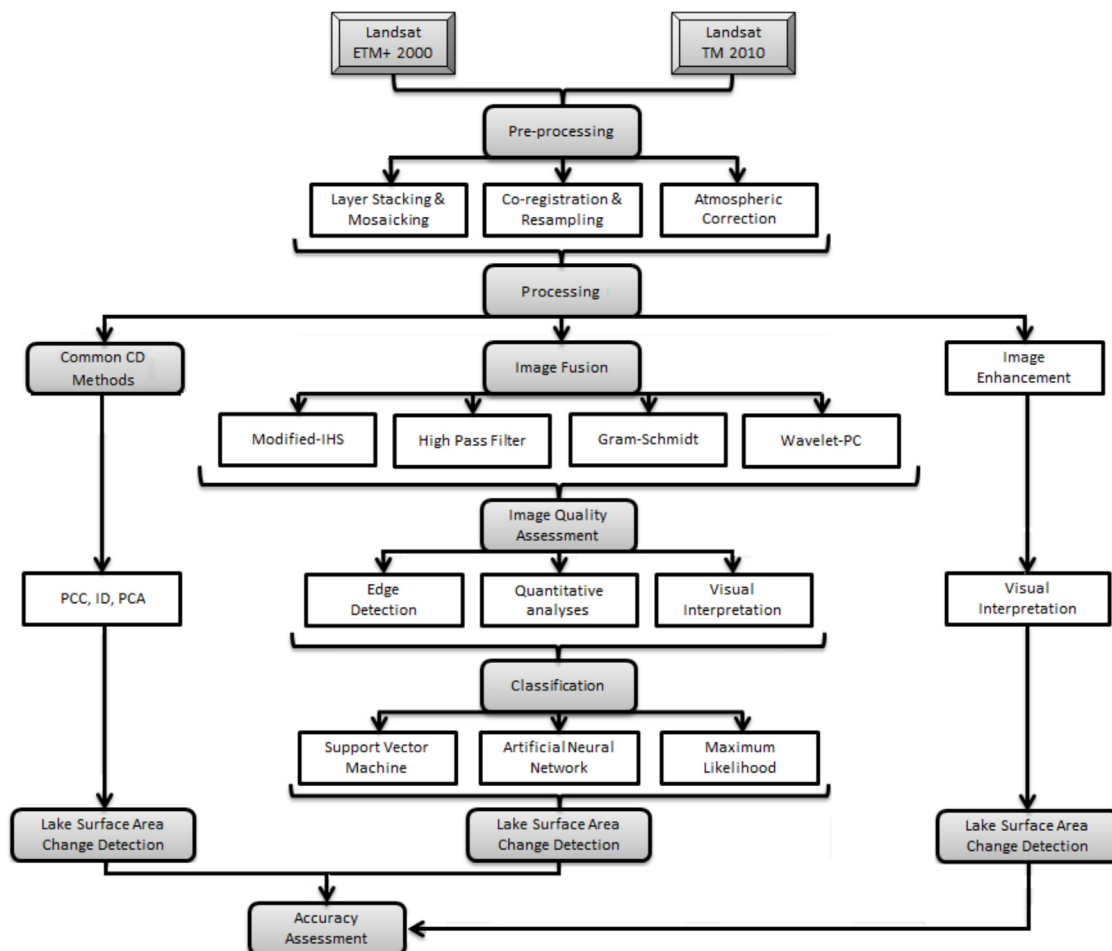 Landsat
ETM+ 2000
Landsat
TM 2010
Pre-processing
Layer Stacking &
Mosaicking
Co-registration &
Resampling
Atmospheric
Correction
Processing
Common CD
Methods
Image Fusion
Image
Enhancement
Modified-IHS
High Pass Filter
Gram-Schmidt
Wavelet-PC
Image Quality
Assessment
PCC, ID, PCA
Edge
Detection
Quantitative
analyses
Visual
Interpretation
Visual
Interpretation
Classification
Support Vector
Machine
Artificial Neural
Network
Maximum
Likelihood
Lake Surface Area
Change Detection
Lake Surface Area
Change Detection
Lake Surface Area
Change Detection
Accuracy
Assessment